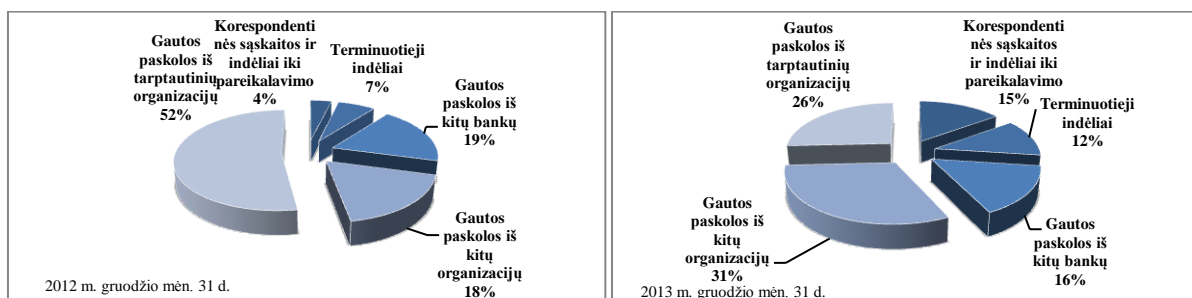 Gautos
paskolos iš
tarptautinių
organizacijų
52%
Korespondenti
nės sąskaitos ir
indėliai iki
pareikalavimo
4%
Terminuotieji
indėliai
7%
Gautos
paskolos iš
kitų bankų
19%
Gautos
paskolos iš
kitų
organizacijų
18%
2012 m. gruodžio mėn. 31 d.
Gautos
paskolos iš
tarptautinių
organizacijų
26%
Korespondenti
nės sąskaitos
ir indėliai iki
pareikalavimo
15%
Terminuotieji
indėliai
12%
Gautos
paskolos iš
kitų bankų
16%
Gautos
paskolos iš
kitų
organizacijų
31%
2013 m. gruodžio mėn. 31 d.